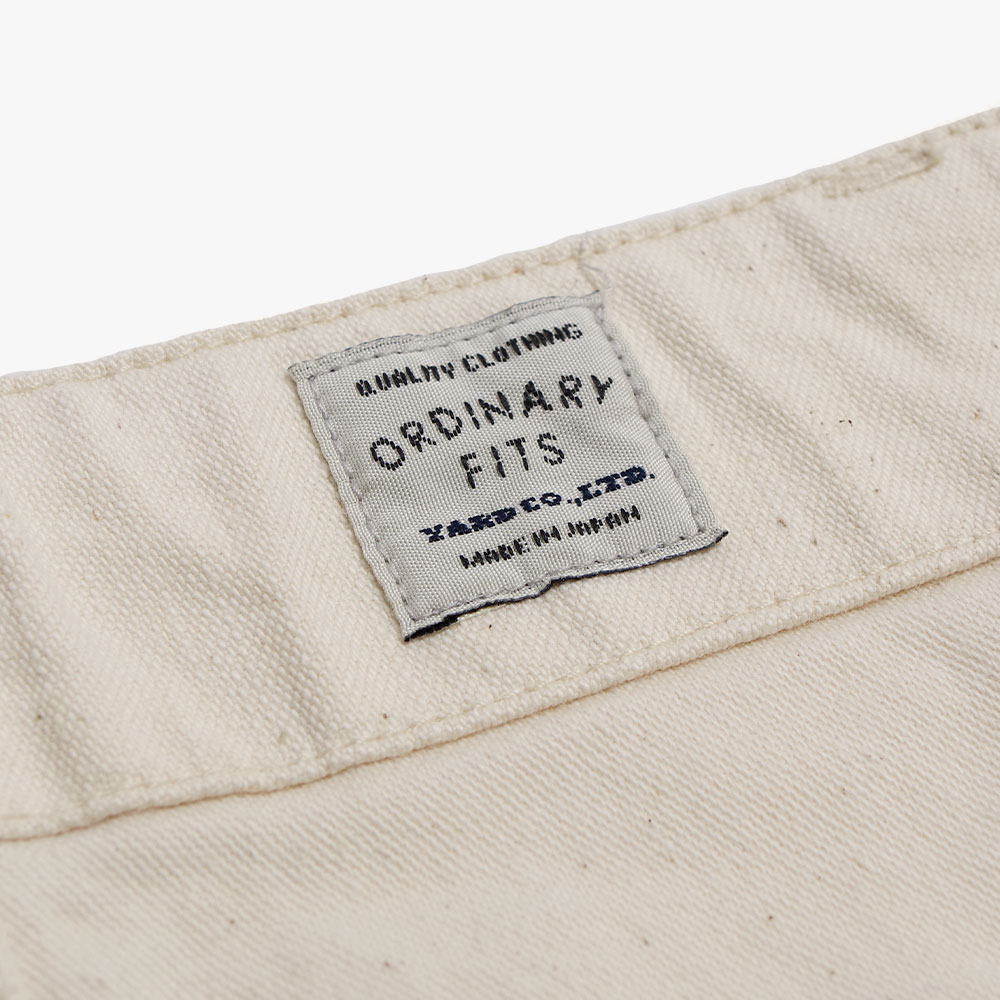 QUALITY CLOTHING
ORDINARY
FITS
YARD CO.,LTD.
MADE IN JAPAN